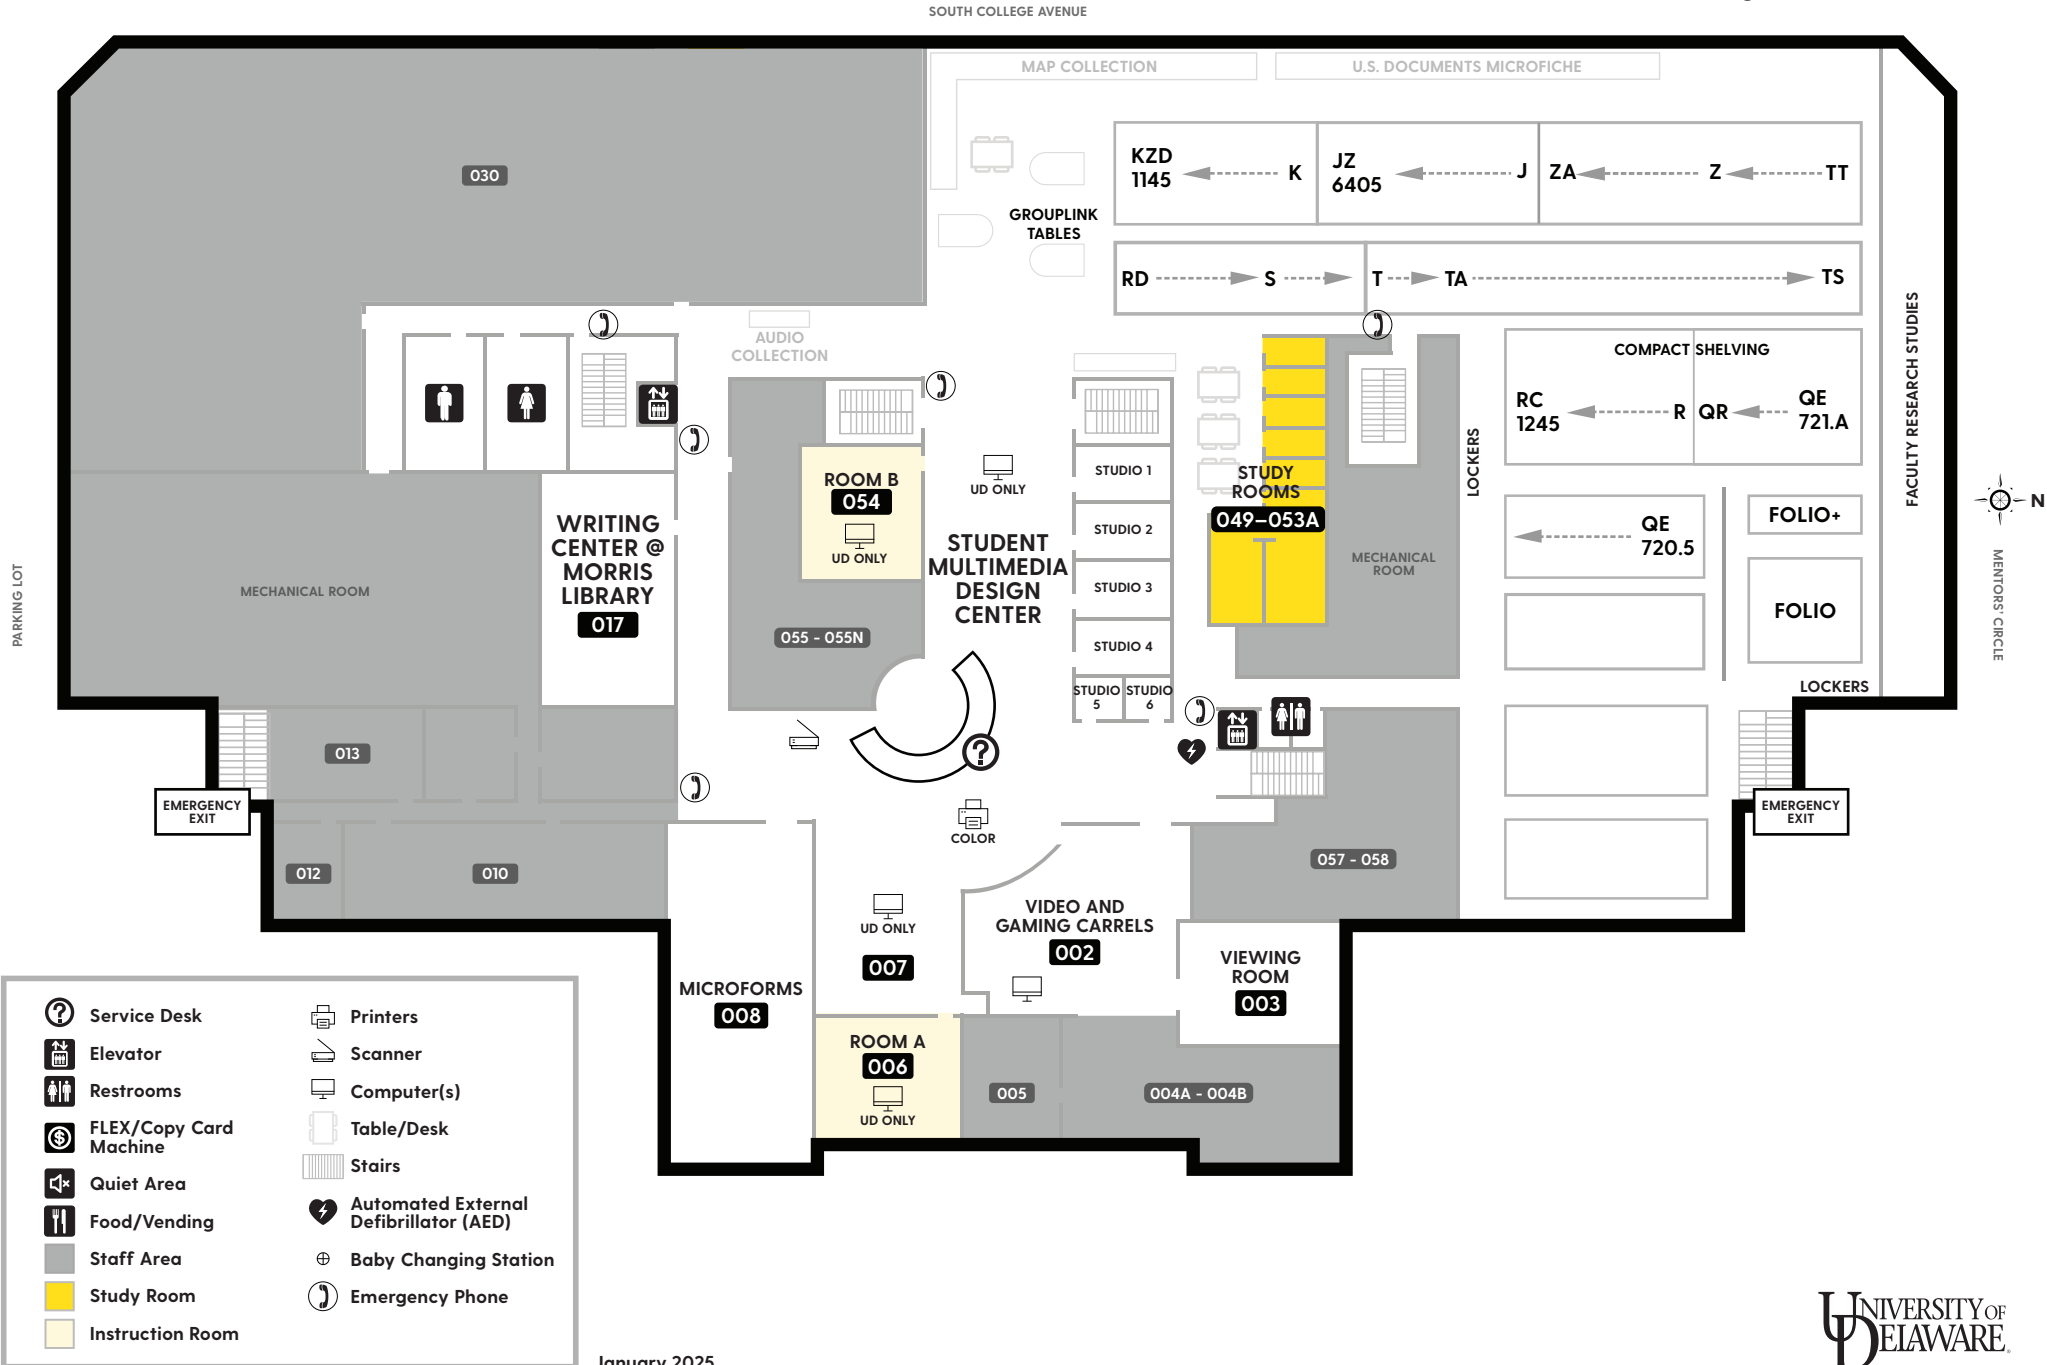 SOUTH COLLEGE AVENUE
MAP COLLECTION
U.S. DOCUMENTS MICROFICHE
030
KZD
1145
K
JZ
6405
J
ZA
Z
TT
GROUPLINK
TABLES
RD
S
T
TA
TS
AUDIO
COLLECTION
COMPACT SHELVING
RC
1245
R
QR
QE
721.A
FACULTY RESEARCH STUDIES
LOCKERS
ROOM B
054
UD ONLY
UD ONLY
STUDIO 1
STUDIO 2
STUDIO 3
STUDIO 4
STUDIO
5
STUDIO
6
STUDY
ROOMS
049–053A
WRITING
CENTER @
MORRIS
LIBRARY
017
STUDENT
MULTIMEDIA
DESIGN
CENTER
MECHANICAL
ROOM
QE
720.5
FOLIO+
FOLIO
N
MENTORS' CIRCLE
PARKING LOT
MECHANICAL ROOM
055 - 055N
LOCKERS
013
EMERGENCY
EXIT
EMERGENCY
EXIT
COLOR
012
010
057 - 058
UD ONLY
007
VIDEO AND
GAMING CARRELS
002
VIEWING
ROOM
003
MICROFORMS
008
ROOM A
006
UD ONLY
005
004A - 004B
Service Desk
Elevator
Restrooms
FLEX/Copy Card
Machine
Quiet Area
Food/Vending
Staff Area
Study Room
Instruction Room
Printers
Scanner
Computer(s)
Table/Desk
Stairs
Automated External
Defibrillator (AED)
Baby Changing Station
Emergency Phone
January 2025
UNIVERSITY OF
DELAWARE